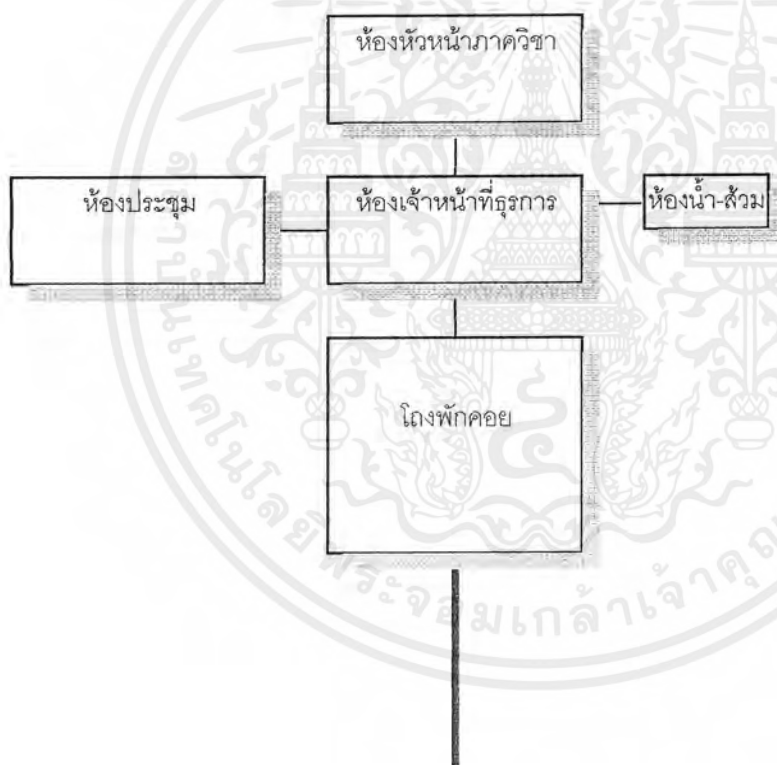 ห้องหัวหน้าภาควิชา
ห้องประชุม
ห้องเจ้าหน้าที่ธุรการ
ห้องน้ำ-ส้วม
โถงพักคอย